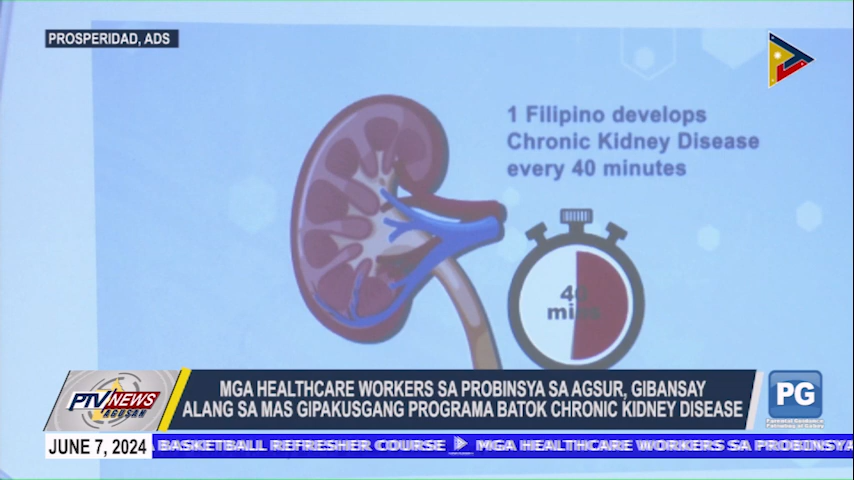 PROSPERIDAD, ADS
1 Filipino develops
Chronic Kidney Disease
every 40 minutes
40
mins
MGA HEALTHCARE WORKERS SA PROBINSYA SA AGSUR, GIBANSAY
ALANG SA MAS GIPAKUSGANG PROGRAMA BATOK CHRONIC KIDNEY DISEASE
PTV NEWS
AGUSAN
PG
JUNE 7, 2024
BASKETBALL REFRESHER COURSE MGA HEALTHCARE WORKERS SA PROBINSYA